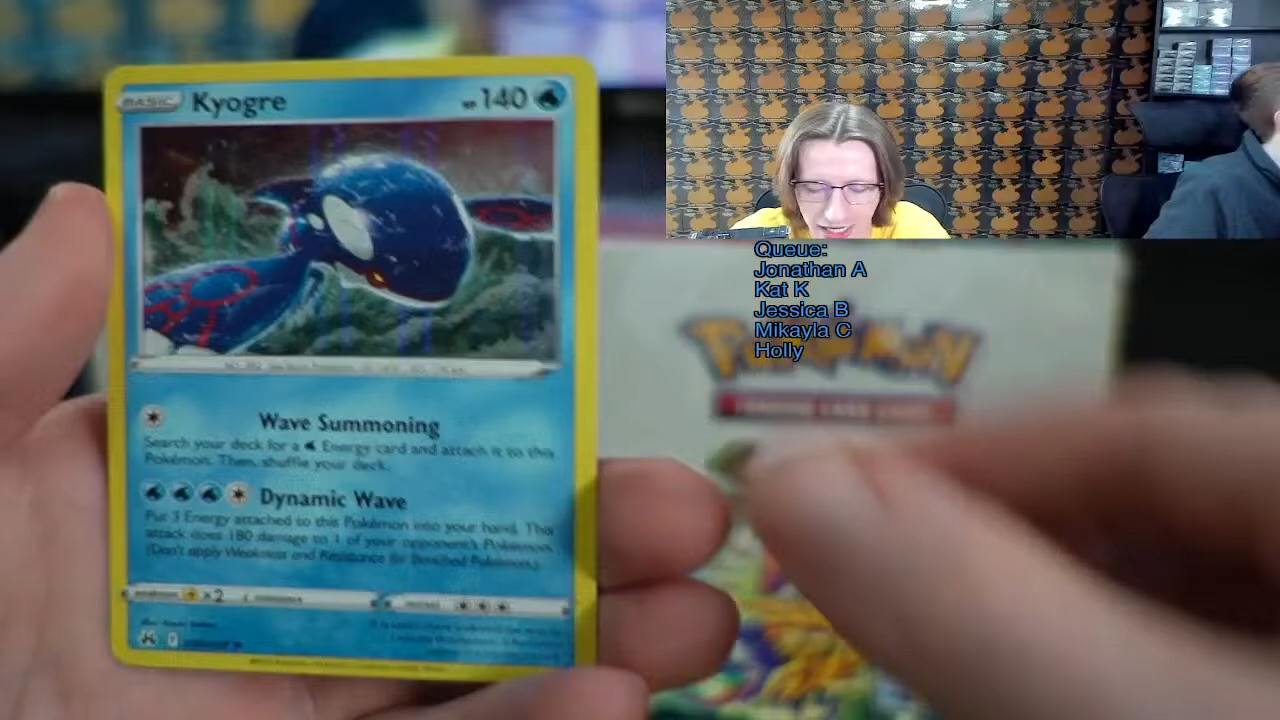 BASIC Kyogre HP 140
Wave Summoning
Search your deck for a Energy card and attach it to this
Pokémon. Then, shuffle your deck.
Dynamic Wave
Put 3 Energy attached to this Pokémon into your hand. This
attack does 180 damage to 1 of your opponent's Pokémon.
(Don't apply Weakness and Resistance for Benched Pokémon.)
weakness x2
Queue:
Jonathan A
Kat K
Jessica B
Mikayla C
Holly
Pokémon